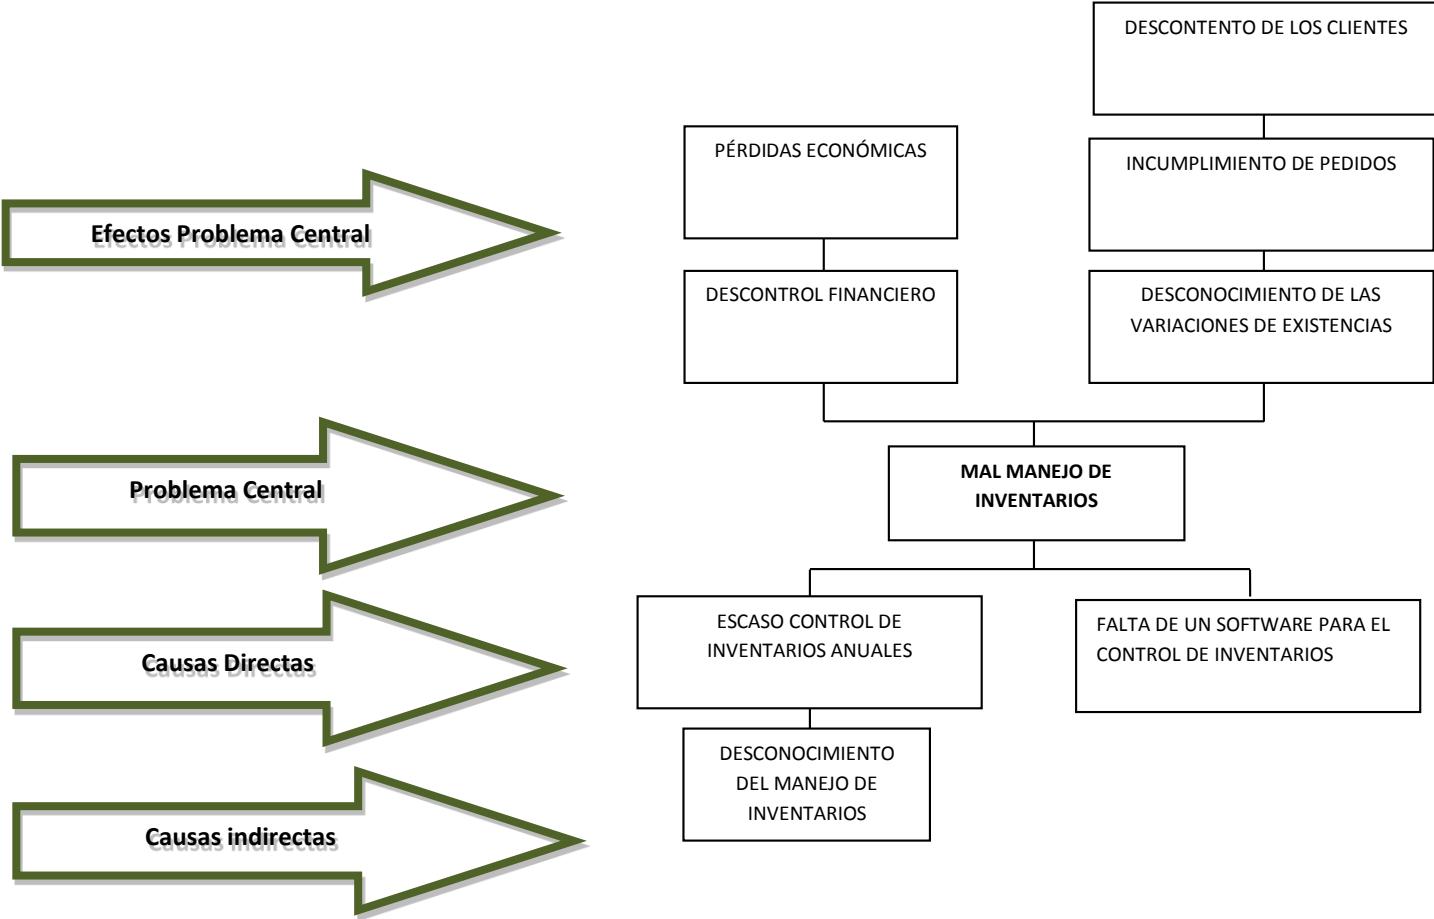 DESCONTENTO DE LOS CLIENTES
PÉRDIDAS ECONÓMICAS
INCUMPLIMIENTO DE PEDIDOS
Efectos Problema Central
DESCONTROL FINANCIERO
DESCONOCIMIENTO DE LAS
VARIACIONES DE EXISTENCIAS
Problema Central
MAL MANEJO DE
INVENTARIOS
Causas Directas
ESCASO CONTROL DE
INVENTARIOS ANUALES
FALTA DE UN SOFTWARE PARA EL
CONTROL DE INVENTARIOS
Causas indirectas
DESCONOCIMIENTO
DEL MANEJO DE
INVENTARIOS